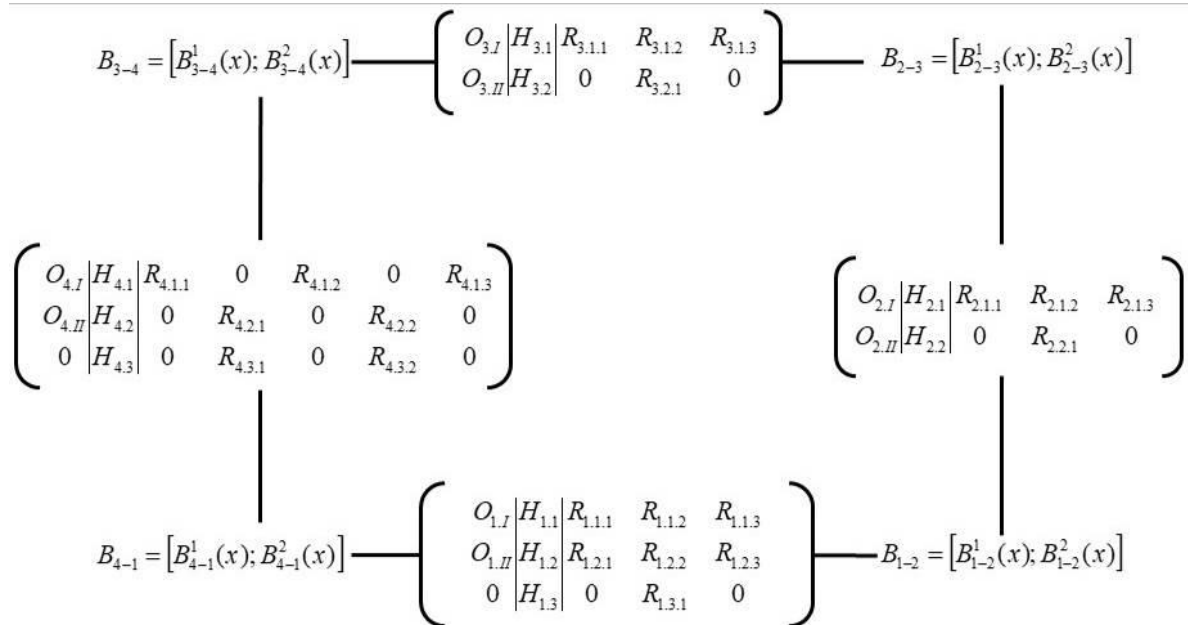 B_{3-4} = [B^1_{3-4}(x); B^2_{3-4}(x)]
O_{3.I} |H_{3.1}| R_{3.1.1} R_{3.1.2} R_{3.1.3}
O_{3.II} |H_{3.2}| 0 R_{3.2.1} 0
B_{2-3} = [B^1_{2-3}(x); B^2_{2-3}(x)]
O_{4.I} |H_{4.1}| R_{4.1.1} 0 R_{4.1.2} 0 R_{4.1.3}
O_{4.II} |H_{4.2}| 0 R_{4.2.1} 0 R_{4.2.2} 0
0 |H_{4.3}| 0 R_{4.3.1} 0 R_{4.3.2} 0
O_{2.I} |H_{2.1}| R_{2.1.1} R_{2.1.2} R_{2.1.3}
O_{2.II} |H_{2.2}| 0 R_{2.2.1} 0
B_{4-1} = [B^1_{4-1}(x); B^2_{4-1}(x)]
O_{1.I} |H_{1.1}| R_{1.1.1} R_{1.1.2} R_{1.1.3}
O_{1.II} |H_{1.2}| R_{1.2.1} R_{1.2.2} R_{1.2.3}
0 |H_{1.3}| 0 R_{1.3.1} 0
B_{1-2} = [B^1_{1-2}(x); B^2_{1-2}(x)]